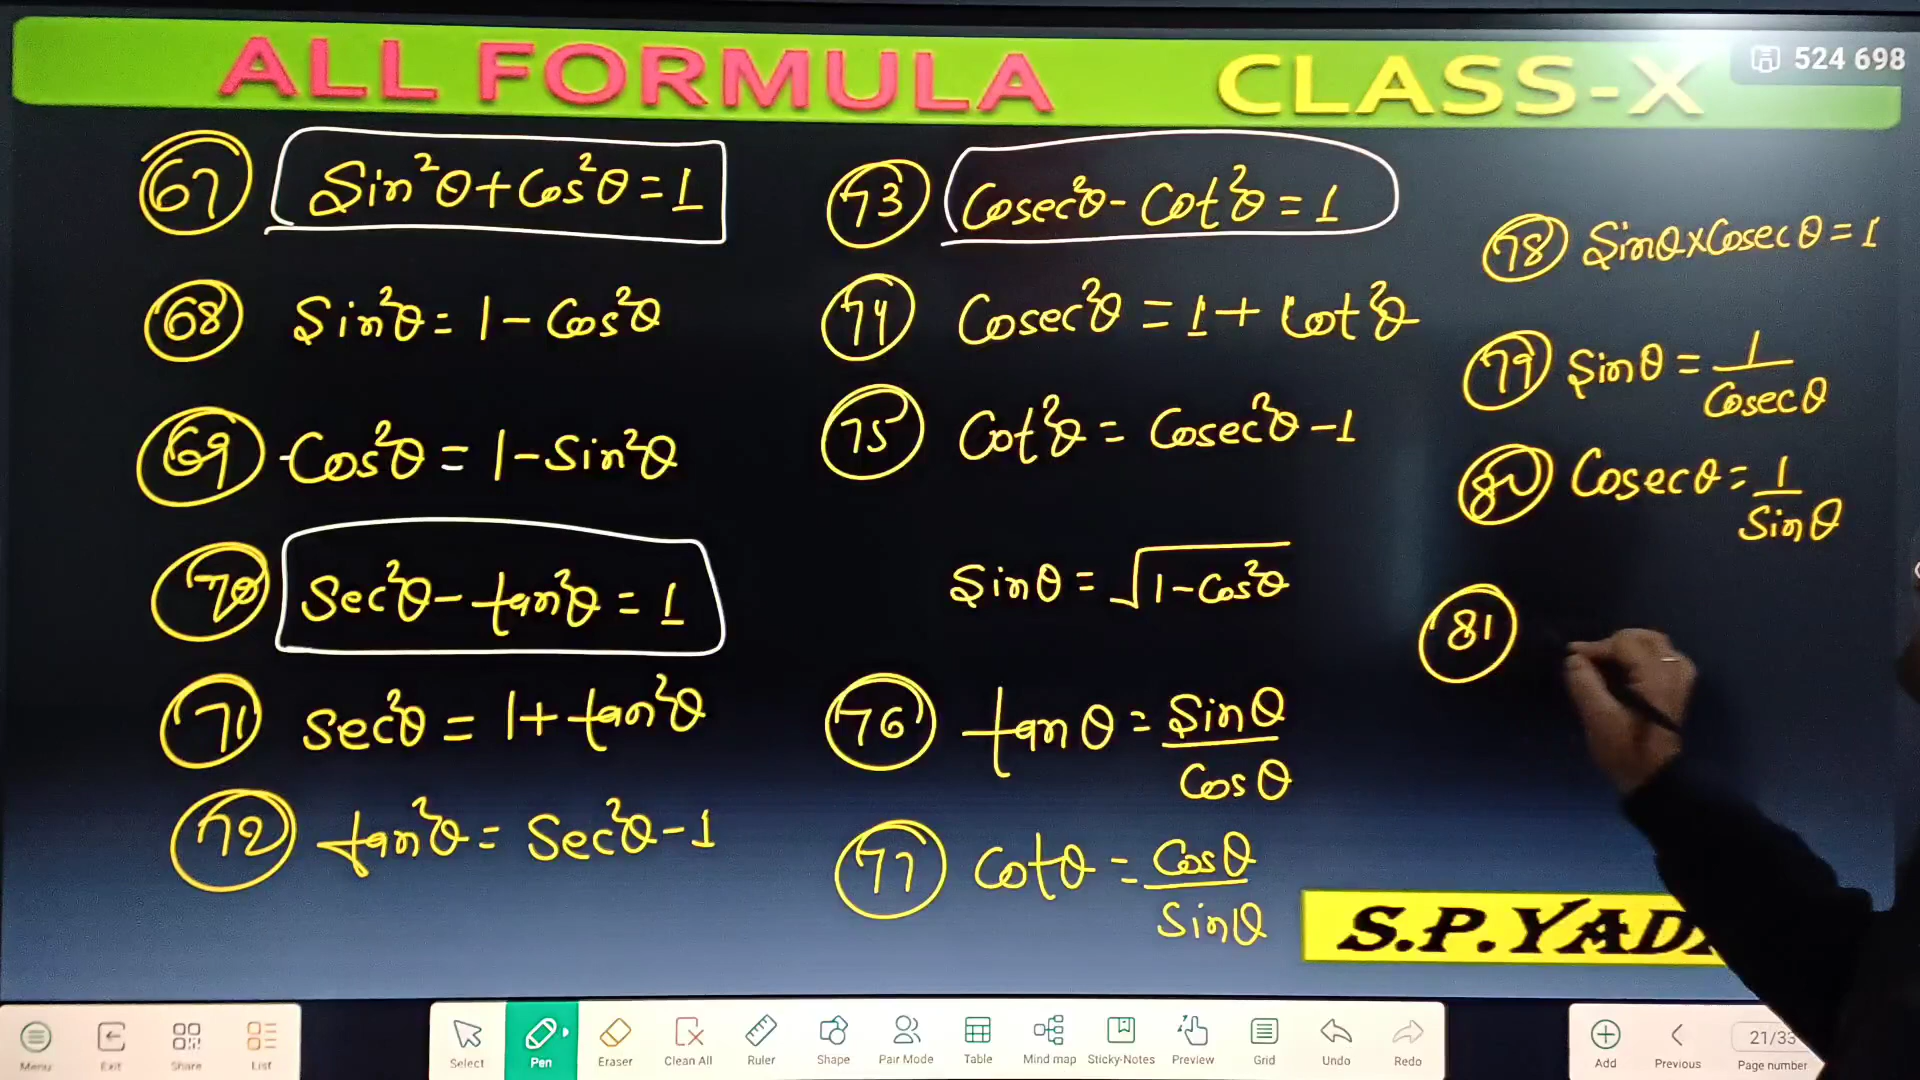 ALL FORMULA CLASS-X
524 698
67 Sin²θ+Cos²θ=1
68 Sin²θ = 1 - Cos²θ
69 Cos²θ = 1-Sin²θ
70 Sec²θ - tan²θ = 1
71 Sec²θ = 1+ tan²θ
72 tan²θ = Sec²θ-1
73 Cosec²θ - Cot²θ = 1
74 Cosec²θ = 1 + Cot²θ
75 Cot²θ = Cosec²θ -1
Sinθ = √1-Cos²θ
76 tanθ = Sinθ/Cosθ
77 Cotθ = Cosθ/Sinθ
78 Sinθ×Cosecθ=1
79 Sinθ = 1/Cosecθ
80 Cosecθ = 1/Sinθ
81
S.P.YAD
Menu Exit Share List
Select Pen Eraser Clean All Ruler Shape Pair Mode Table Mind map Sticky-Notes Preview Grid Undo Redo
Add Previous 21/33 Page number